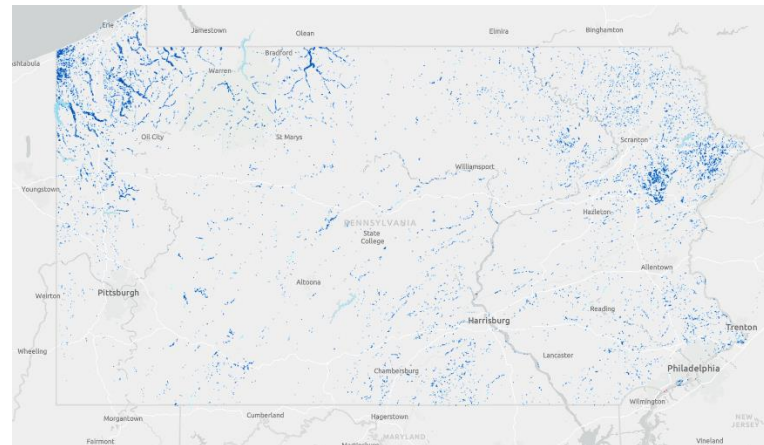 Erie
Jamestown
Olean
Elmira
Binghamton
Bradford
Warren
Oil City
St Marys
Scranton
Williamsport
Youngstown
Hazleton
PENNSYLVANIA
State
College
Allentown
Altoona
Pittsburgh
Weirton
Reading
Harrisburg
Trenton
Wheeling
Lancaster
Chambersburg
Philadelphia
Wilmington
Morgantown
Cumberland
Hagerstown
NEW
JERSEY
Fairmont
MARYLAND
Vineland